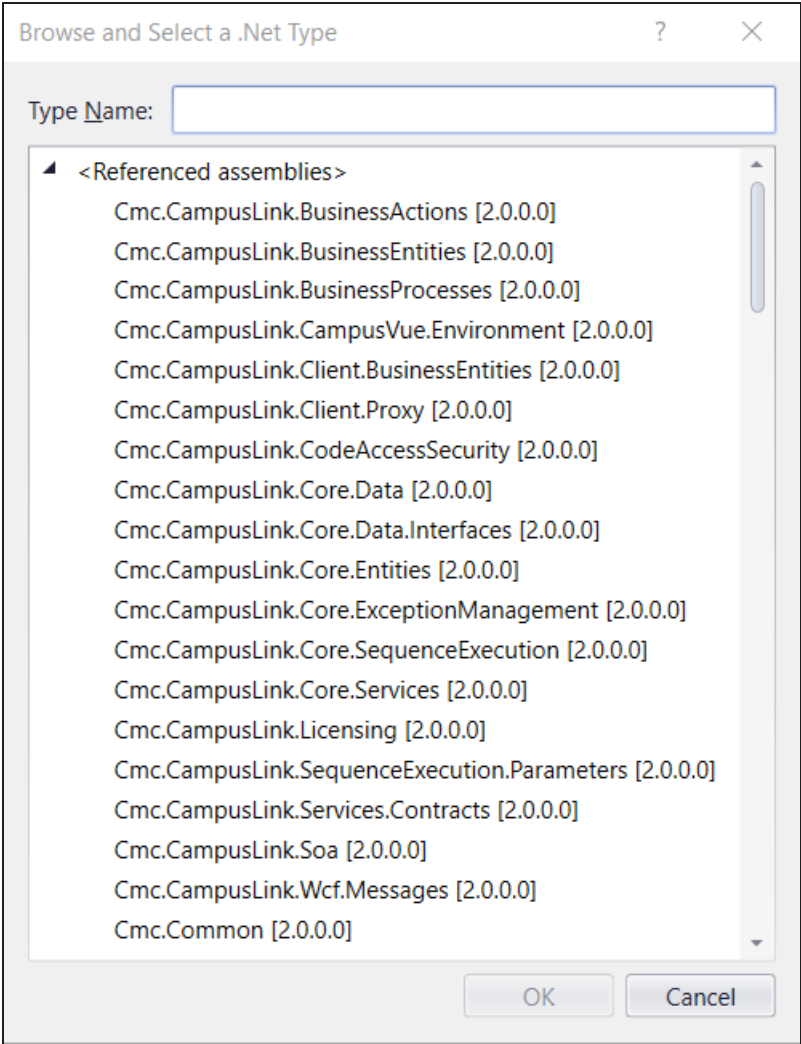 Browse and Select a .Net Type ?
Type Name:
<Referenced assemblies>
Cmc.CampusLink.BusinessActions [2.0.0.0]
Cmc.CampusLink.BusinessEntities [2.0.0.0]
Cmc.CampusLink.BusinessProcesses [2.0.0.0]
Cmc.CampusLink.CampusVue.Environment [2.0.0.0]
Cmc.CampusLink.Client.BusinessEntities [2.0.0.0]
Cmc.CampusLink.Client.Proxy [2.0.0.0]
Cmc.CampusLink.CodeAccessSecurity [2.0.0.0]
Cmc.CampusLink.Core.Data [2.0.0.0]
Cmc.CampusLink.Core.Data.Interfaces [2.0.0.0]
Cmc.CampusLink.Core.Entities [2.0.0.0]
Cmc.CampusLink.Core.ExceptionManagement [2.0.0.0]
Cmc.CampusLink.Core.SequenceExecution [2.0.0.0]
Cmc.CampusLink.Core.Services [2.0.0.0]
Cmc.CampusLink.Licensing [2.0.0.0]
Cmc.CampusLink.SequenceExecution.Parameters [2.0.0.0]
Cmc.CampusLink.Services.Contracts [2.0.0.0]
Cmc.CampusLink.Soa [2.0.0.0]
Cmc.CampusLink.Wcf.Messages [2.0.0.0]
Cmc.Common [2.0.0.0]
OK Cancel